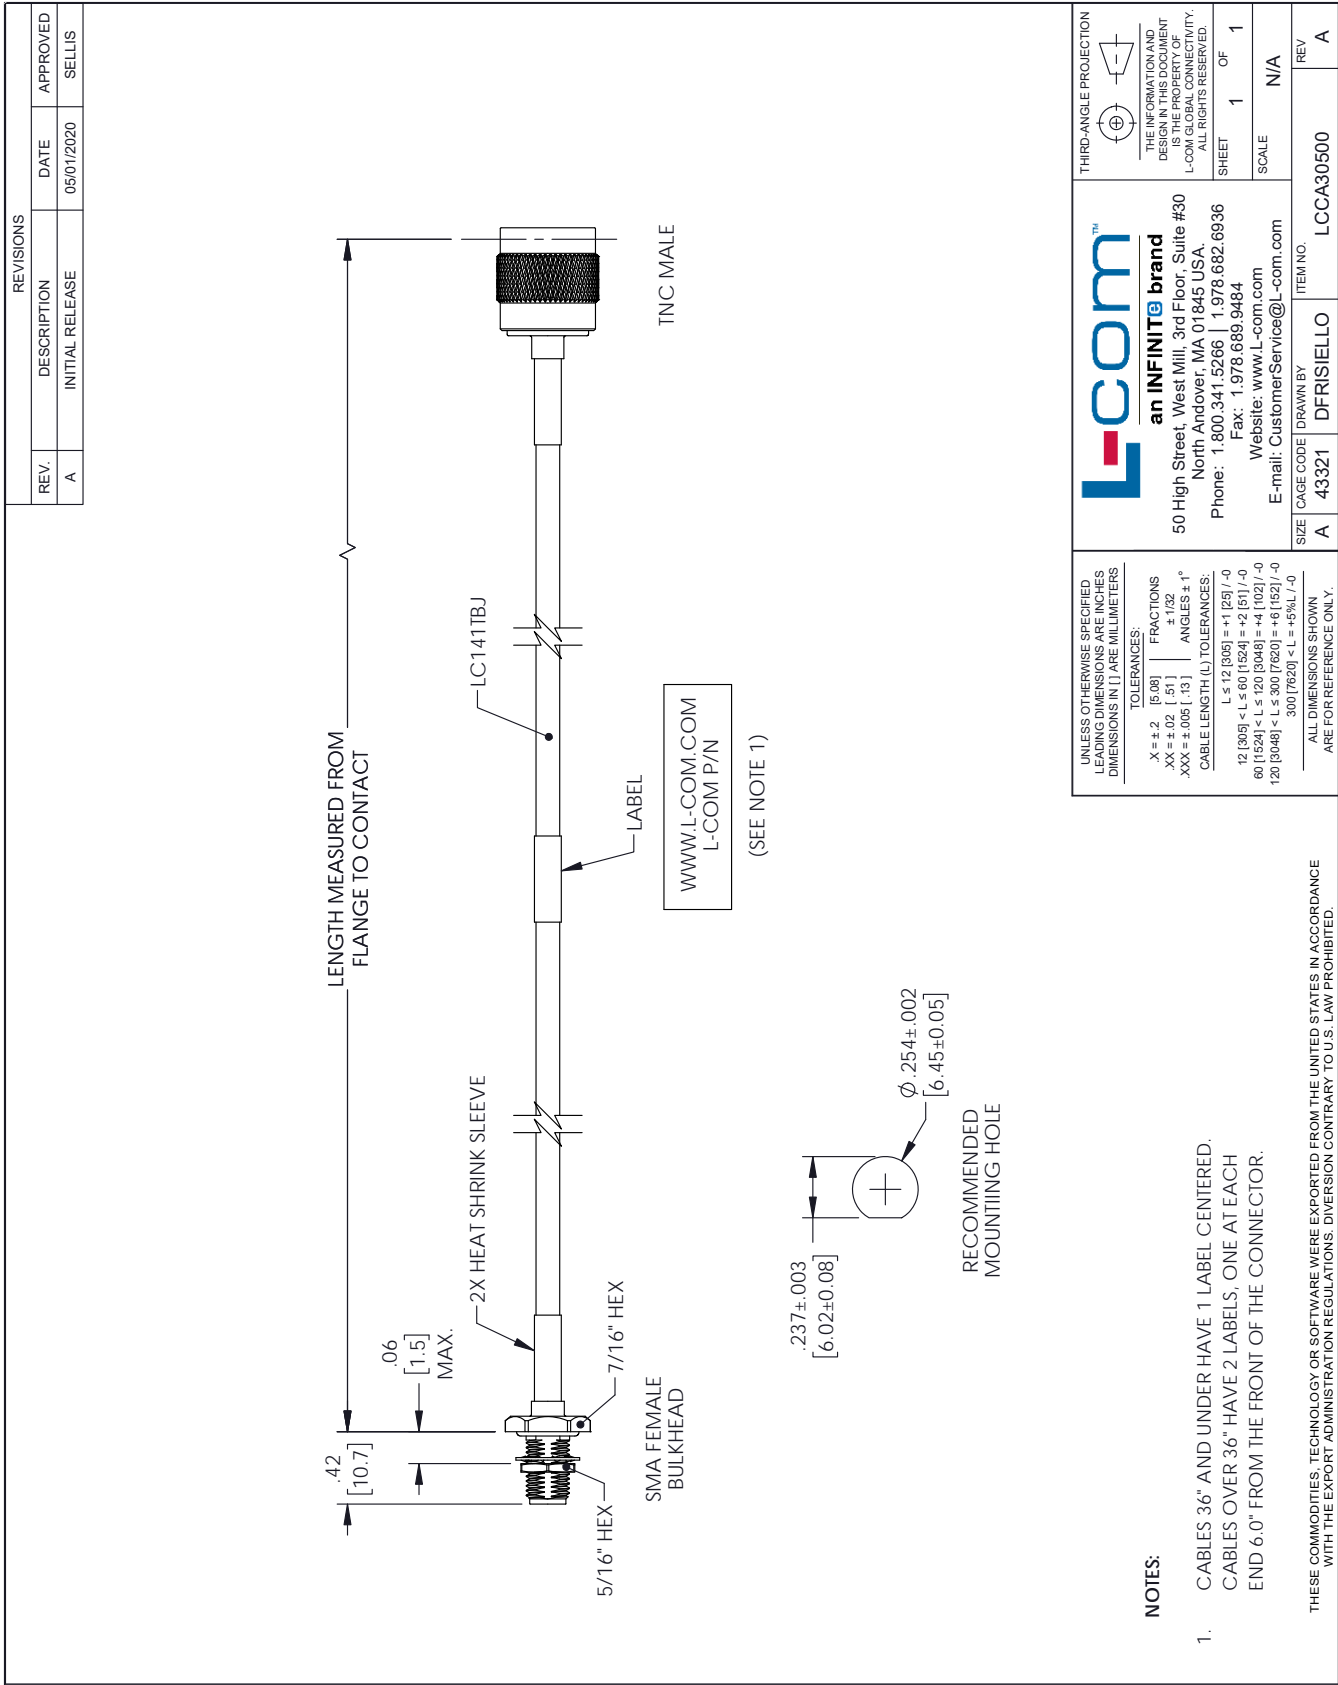 REVISIONS
REV. DESCRIPTION DATE APPROVED
A INITIAL RELEASE 05/01/2020 SELLIS
LENGTH MEASURED FROM
FLANGE TO CONTACT
.42
[10.7]
.06
[1.5]
MAX.
2X HEAT SHRINK SLEEVE
LC141TBJ
LABEL
7/16" HEX
5/16" HEX
SMA FEMALE
BULKHEAD
TNC MALE
WWW.L-COM.COM
L-COM P/N
(SEE NOTE 1)
.237±.003
[6.02±0.08]
Ø.254±.002
[6.45±0.05]
RECOMMENDED
MOUNTIING HOLE
NOTES:
1. CABLES 36" AND UNDER HAVE 1 LABEL CENTERED.
CABLES OVER 36" HAVE 2 LABELS, ONE AT EACH
END 6.0" FROM THE FRONT OF THE CONNECTOR.
THESE COMMODITIES, TECHNOLOGY OR SOFTWARE WERE EXPORTED FROM THE UNITED STATES IN ACCORDANCE
WITH THE EXPORT ADMINISTRATION REGULATIONS. DIVERSION CONTRARY TO U.S. LAW PROHIBITED.
UNLESS OTHERWISE SPECIFIED
LEADING DIMENSIONS ARE INCHES
DIMENSIONS IN [ ] ARE MILLIMETERS
TOLERANCES:
.X = ±.2 [5.08] FRACTIONS
.XX = ±.02 [.51] ± 1/32
.XXX = ±.005 [.13] ANGLES ± 1°
CABLE LENGTH (L) TOLERANCES:
L ≤ 12 [305] = +1 [25] / -0
12 [305] < L ≤ 60 [1524] = +2 [51] / -0
60 [1524] < L ≤ 120 [3048] = +4 [102] / -0
120 [3048] < L ≤ 300 [7620] = +6 [152] / -0
300 [7620] < L = +5%L / -0
ALL DIMENSIONS SHOWN
ARE FOR REFERENCE ONLY.
L-com™
an INFINITe brand
50 High Street, West Mill, 3rd Floor, Suite #30
North Andover, MA 01845 USA.
Phone: 1.800.341.5266 | 1.978.682.6936
Fax: 1.978.689.9484
Website: www.L-com.com
E-mail: CustomerService@L-com.com
THIRD-ANGLE PROJECTION
THE INFORMATION AND
DESIGN IN THIS DOCUMENT
IS THE PROPERTY OF
L-COM GLOBAL CONNECTIVITY.
ALL RIGHTS RESERVED.
SHEET 1 OF 1
SCALE N/A
SIZE A
CAGE CODE 43321
DRAWN BY DFRISIELLO
ITEM NO. LCCA30500
REV A